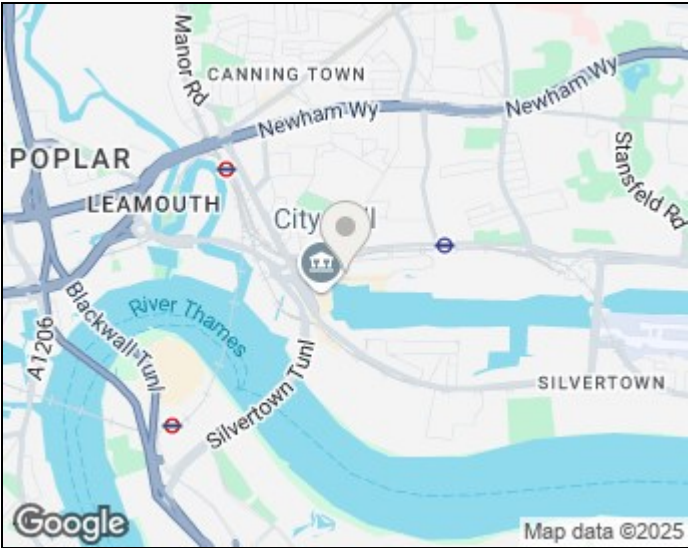 Manor Rd
CANNING TOWN
Newham Wy
Newham Wy
POPLAR
Stansfeld Rd
LEAMOUTH
City
River Thames
Blackwall Tunl
A1206
Silvertown Tunl
SILVERTOWN
Google
Map data ©2025